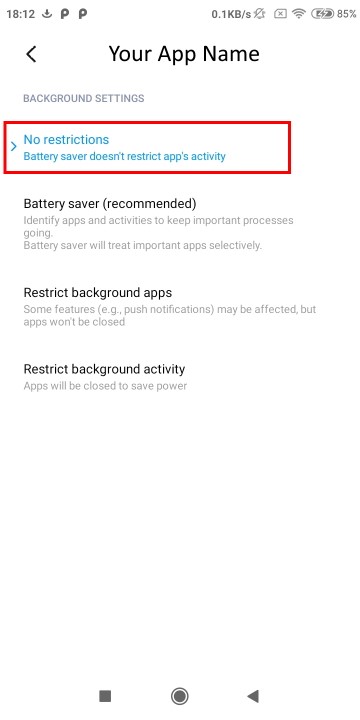 18:12 0.1KB/s 85%
Your App Name
BACKGROUND SETTINGS
No restrictions
Battery saver doesn't restrict app's activity
Battery saver (recommended)
Identify apps and activities to keep important processes
going.
Battery saver will treat important apps selectively.
Restrict background apps
Some features (e.g., push notifications) may be affected, but
apps won't be closed
Restrict background activity
Apps will be closed to save power